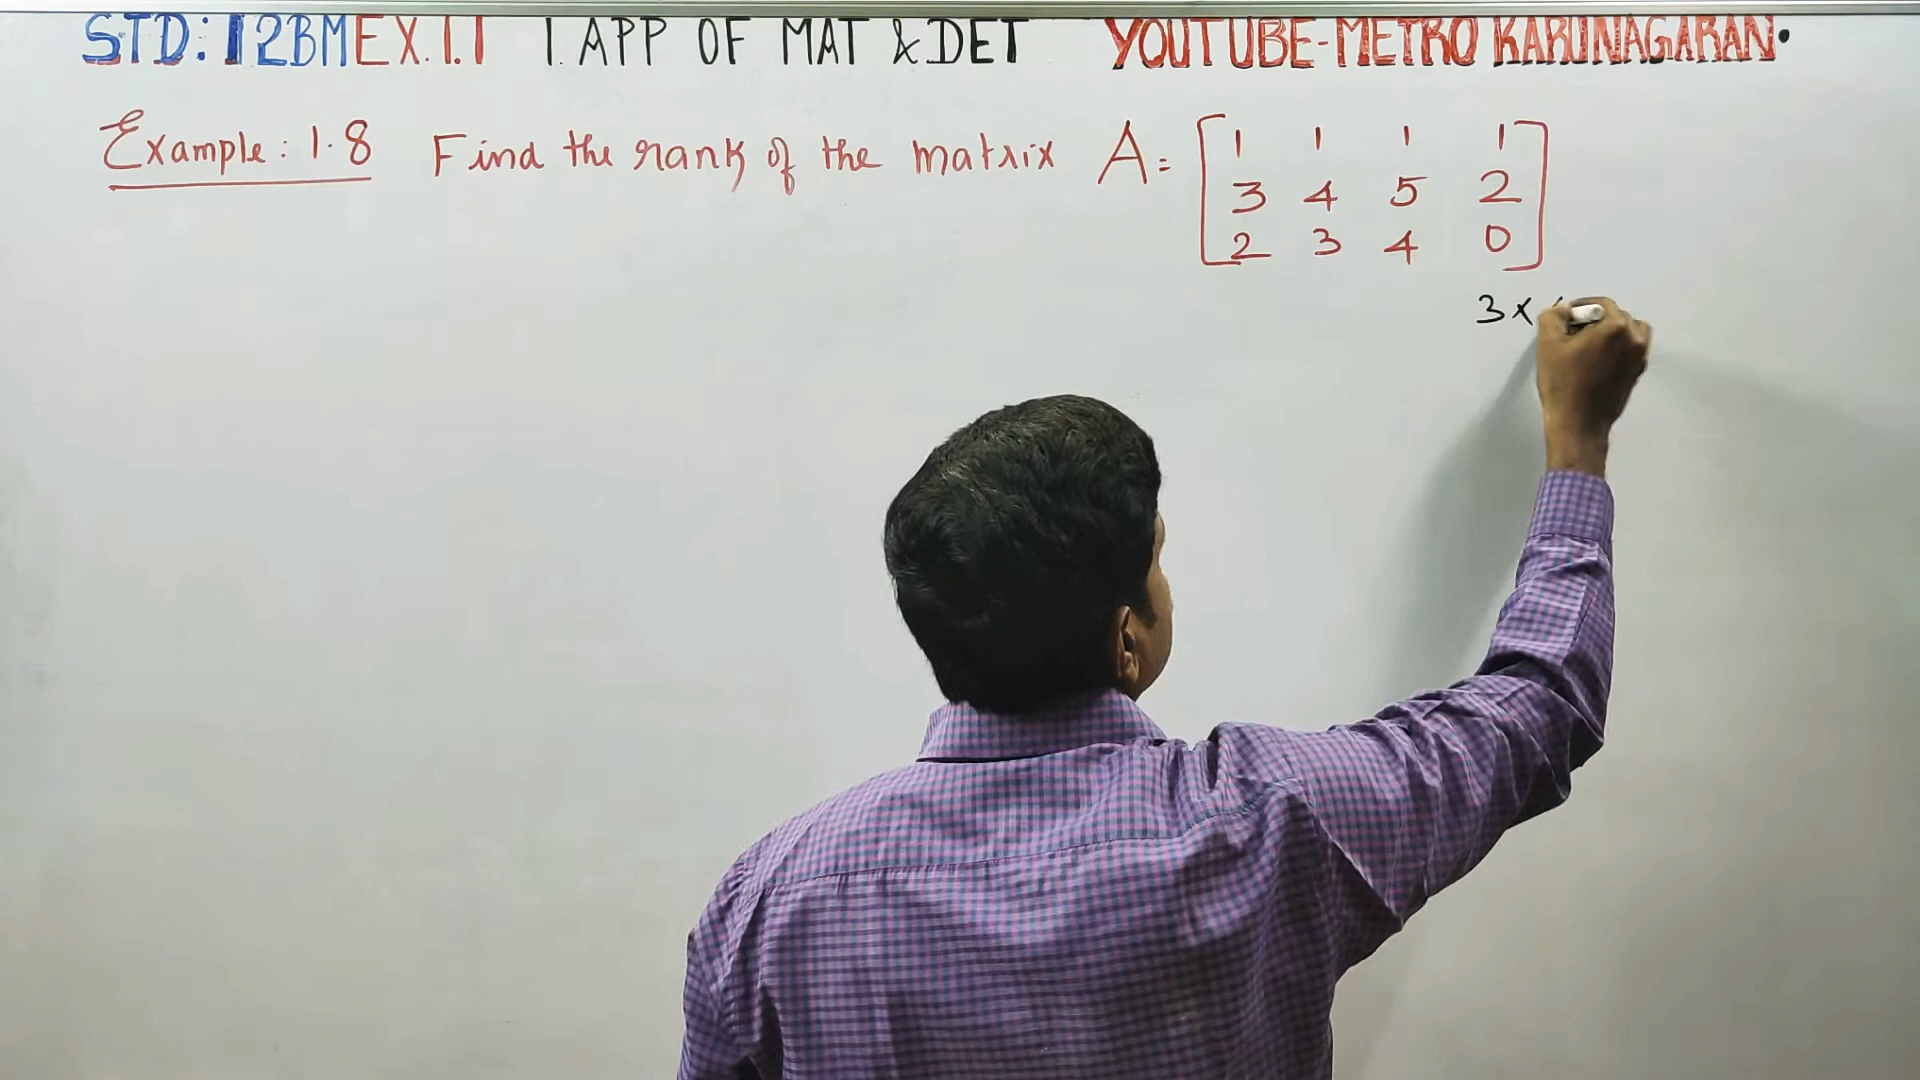 STD: 12BM EX.1.1 1. APP OF MAT & DET YOUTUBE-METRO KARUNAGARAN.
Example: 1.8 Find the rank of the matrix A = [1 1 1 1
3 4 5 2
2 3 4 0]
3 ×